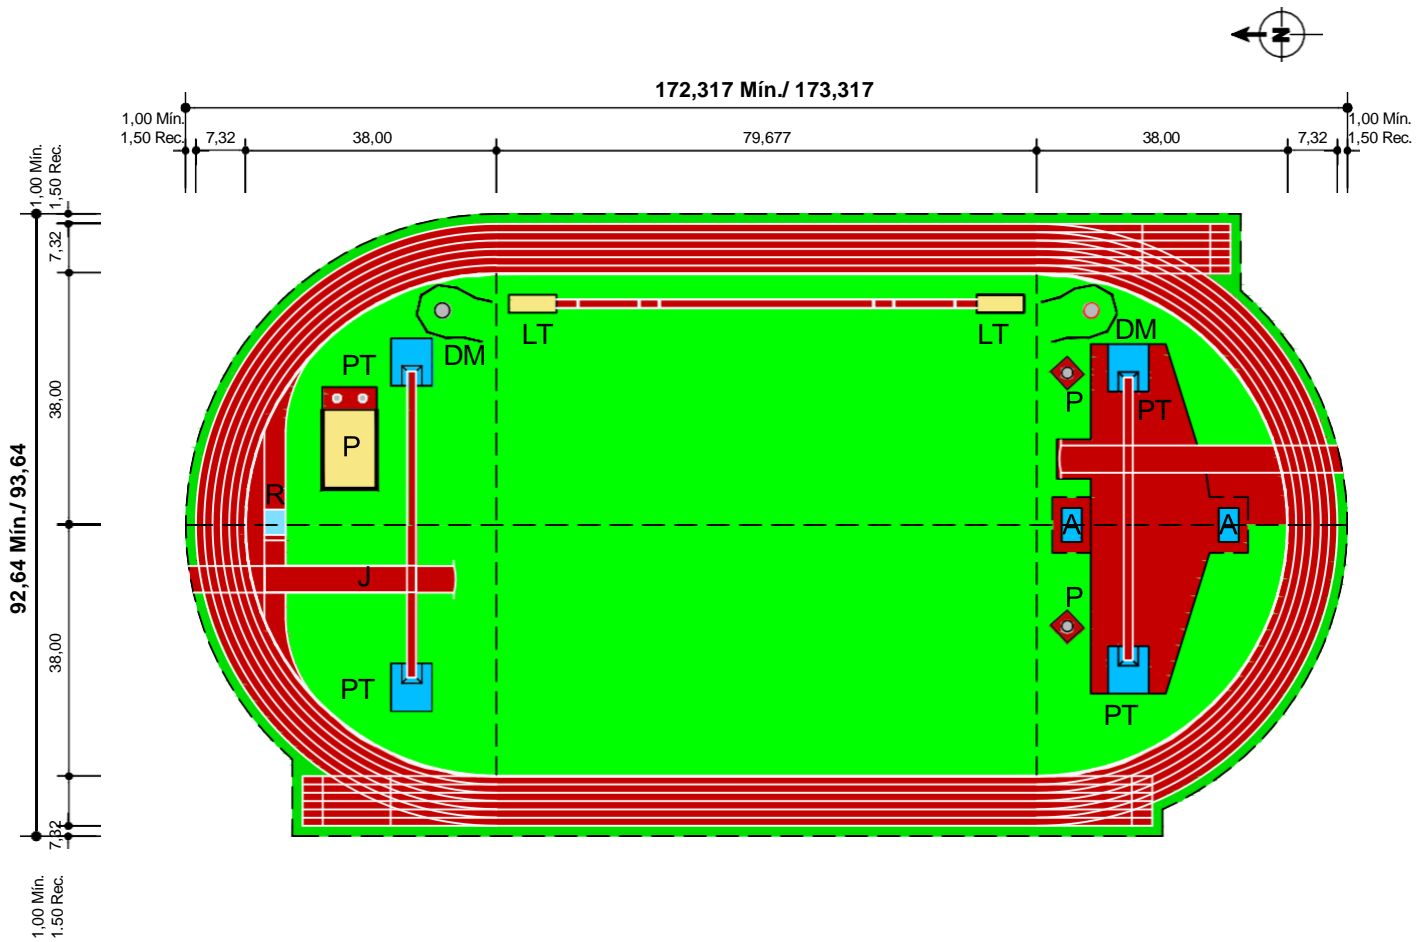 N
172,317 Mín./ 173,317
1,00 Mín.
1,50 Rec.
7,32
38,00
79,677
38,00
7,32
1,00 Mín.
1,50 Rec.
1,00 Mín.
1,50 Rec.
7,32
38,00
92,64 Mín./ 93,64
38,00
7,32
1,00 Mín.
1.50 Rec.
LT
LT
DM
DM
PT
PT
P
P
R
A
A
J
P
PT
PT